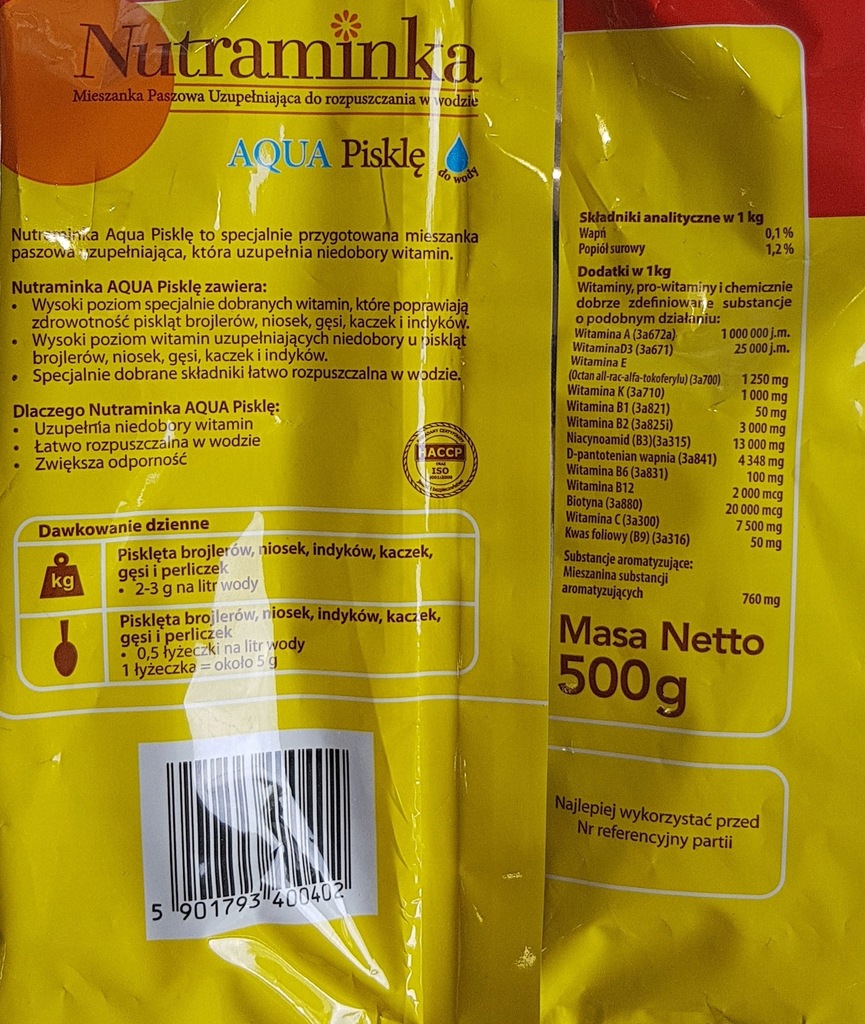 Nutraminka
Mieszanka Paszowa Uzupełniająca do rozpuszczania w wodzie
AQUA Pisklę
do wody
Nutraminka Aqua Pisklę to specjalnie przygotowana mieszanka
paszowa uzupełniająca, która uzupełnia niedobory witamin.
Nutraminka AQUA Pisklę zawiera:
• Wysoki poziom specjalnie dobranych witamin, które poprawiają
zdrowotność piskląt brojlerów, niosek, gęsi, kaczek i indyków.
• Wysoki poziom witamin uzupełniających niedobory u piskląt
brojlerów, niosek, gęsi, kaczek i indyków.
• Specjalnie dobrane składniki łatwo rozpuszczalna w wodzie.
Dlaczego Nutraminka AQUA Pisklę:
• Uzupełnia niedobory witamin
• Łatwo rozpuszczalna w wodzie
• Zwiększa odporność
HACCP
ISO
Dawkowanie dzienne
kg
Pisklęta brojlerów, niosek, indyków, kaczek,
gęsi i perliczek
• 2-3 g na litr wody
Pisklęta brojlerów, niosek, indyków, kaczek,
gęsi i perliczek
• 0,5 łyżeczki na litr wody
1 łyżeczka = około 5 g
5 901793 400402
Składniki analityczne w 1 kg
Wapń 0,1 %
Popiół surowy 1,2 %
Dodatki w 1kg
Witaminy, pro-witaminy i chemicznie
dobrze zdefiniowane substancje
o podobnym działaniu:
Witamina A (3a672a) 1 000 000 j.m.
WitaminaD3 (3a671) 25 000 j.m.
Witamina E
(Octan all-rac-alfa-tokoferylu) (3a700) 1 250 mg
Witamina K (3a710) 1 000 mg
Witamina B1 (3a821) 50 mg
Witamina B2 (3a825i) 3 000 mg
Niacynoamid (B3)(3a315) 13 000 mg
D-pantotenian wapnia (3a841) 4 348 mg
Witamina B6 (3a831) 100 mg
Witamina B12 2 000 mcg
Biotyna (3a880) 20 000 mcg
Witamina C (3a300) 7 500 mg
Kwas foliowy (B9) (3a316) 50 mg
Substancje aromatyzujące:
Mieszanina substancji
aromatyzujących 760 mg
Masa Netto
500g
Najlepiej wykorzystać przed
Nr referencyjny partii